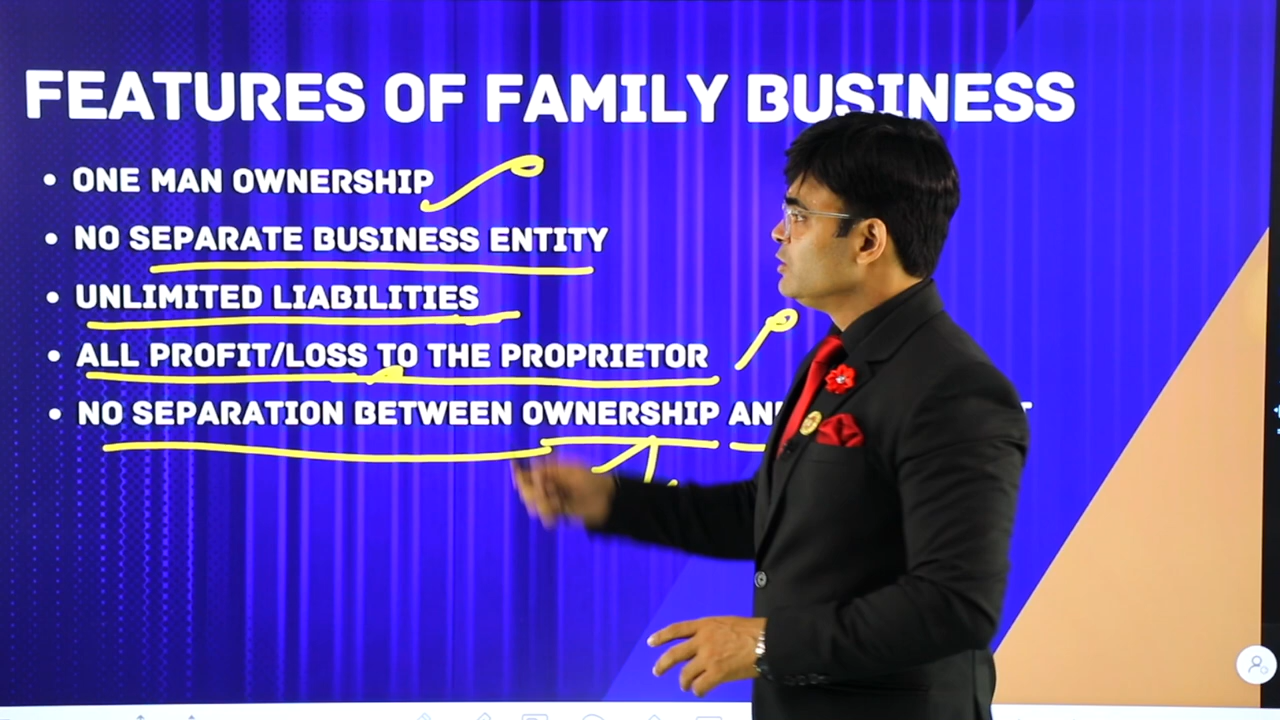 FEATURES OF FAMILY BUSINESS
• ONE MAN OWNERSHIP
• NO SEPARATE BUSINESS ENTITY
• UNLIMITED LIABILITIES
• ALL PROFIT/LOSS TO THE PROPRIETOR
• NO SEPARATION BETWEEN OWNERSHIP